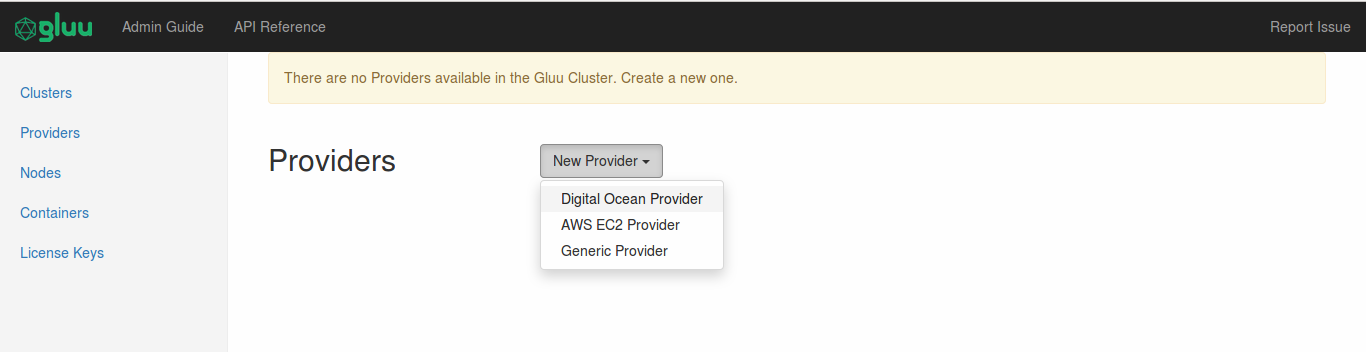 gluu Admin Guide API Reference Report Issue
There are no Providers available in the Gluu Cluster. Create a new one.
Clusters
Providers
Nodes
Containers
License Keys
Providers New Provider
Digital Ocean Provider
AWS EC2 Provider
Generic Provider